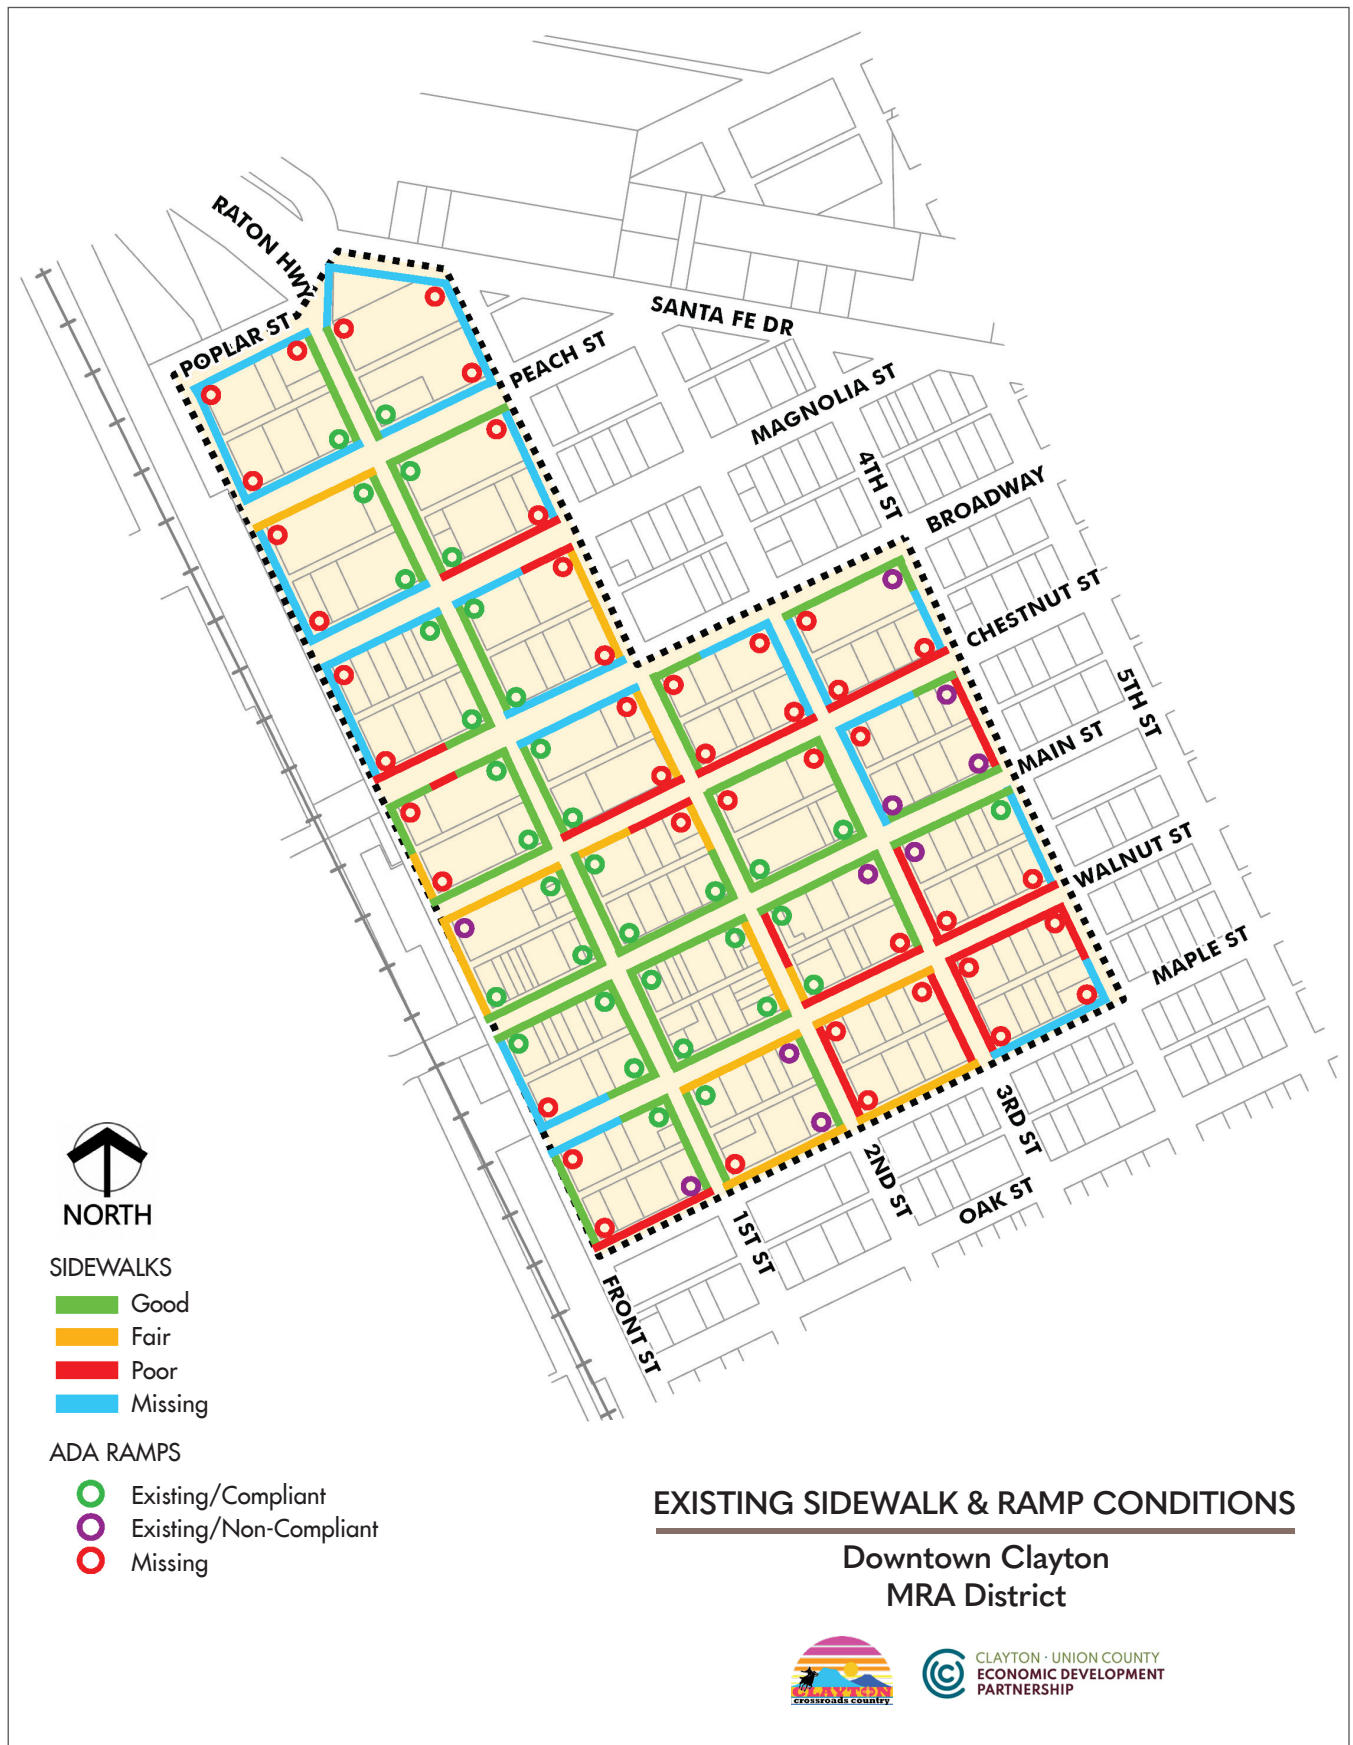 RATON HWY
POPLAR ST
SANTA FE DR
PEACH ST
MAGNOLIA ST
4TH ST
BROADWAY
CHESTNUT ST
5TH ST
MAIN ST
WALNUT ST
MAPLE ST
3RD ST
2ND ST
OAK ST
1ST ST
FRONT ST
NORTH
SIDEWALKS
Good
Fair
Poor
Missing
ADA RAMPS
Existing/Compliant
Existing/Non-Compliant
Missing
EXISTING SIDEWALK & RAMP CONDITIONS
Downtown Clayton
MRA District
CLAYTON
crossroads country
CLAYTON · UNION COUNTY
ECONOMIC DEVELOPMENT
PARTNERSHIP